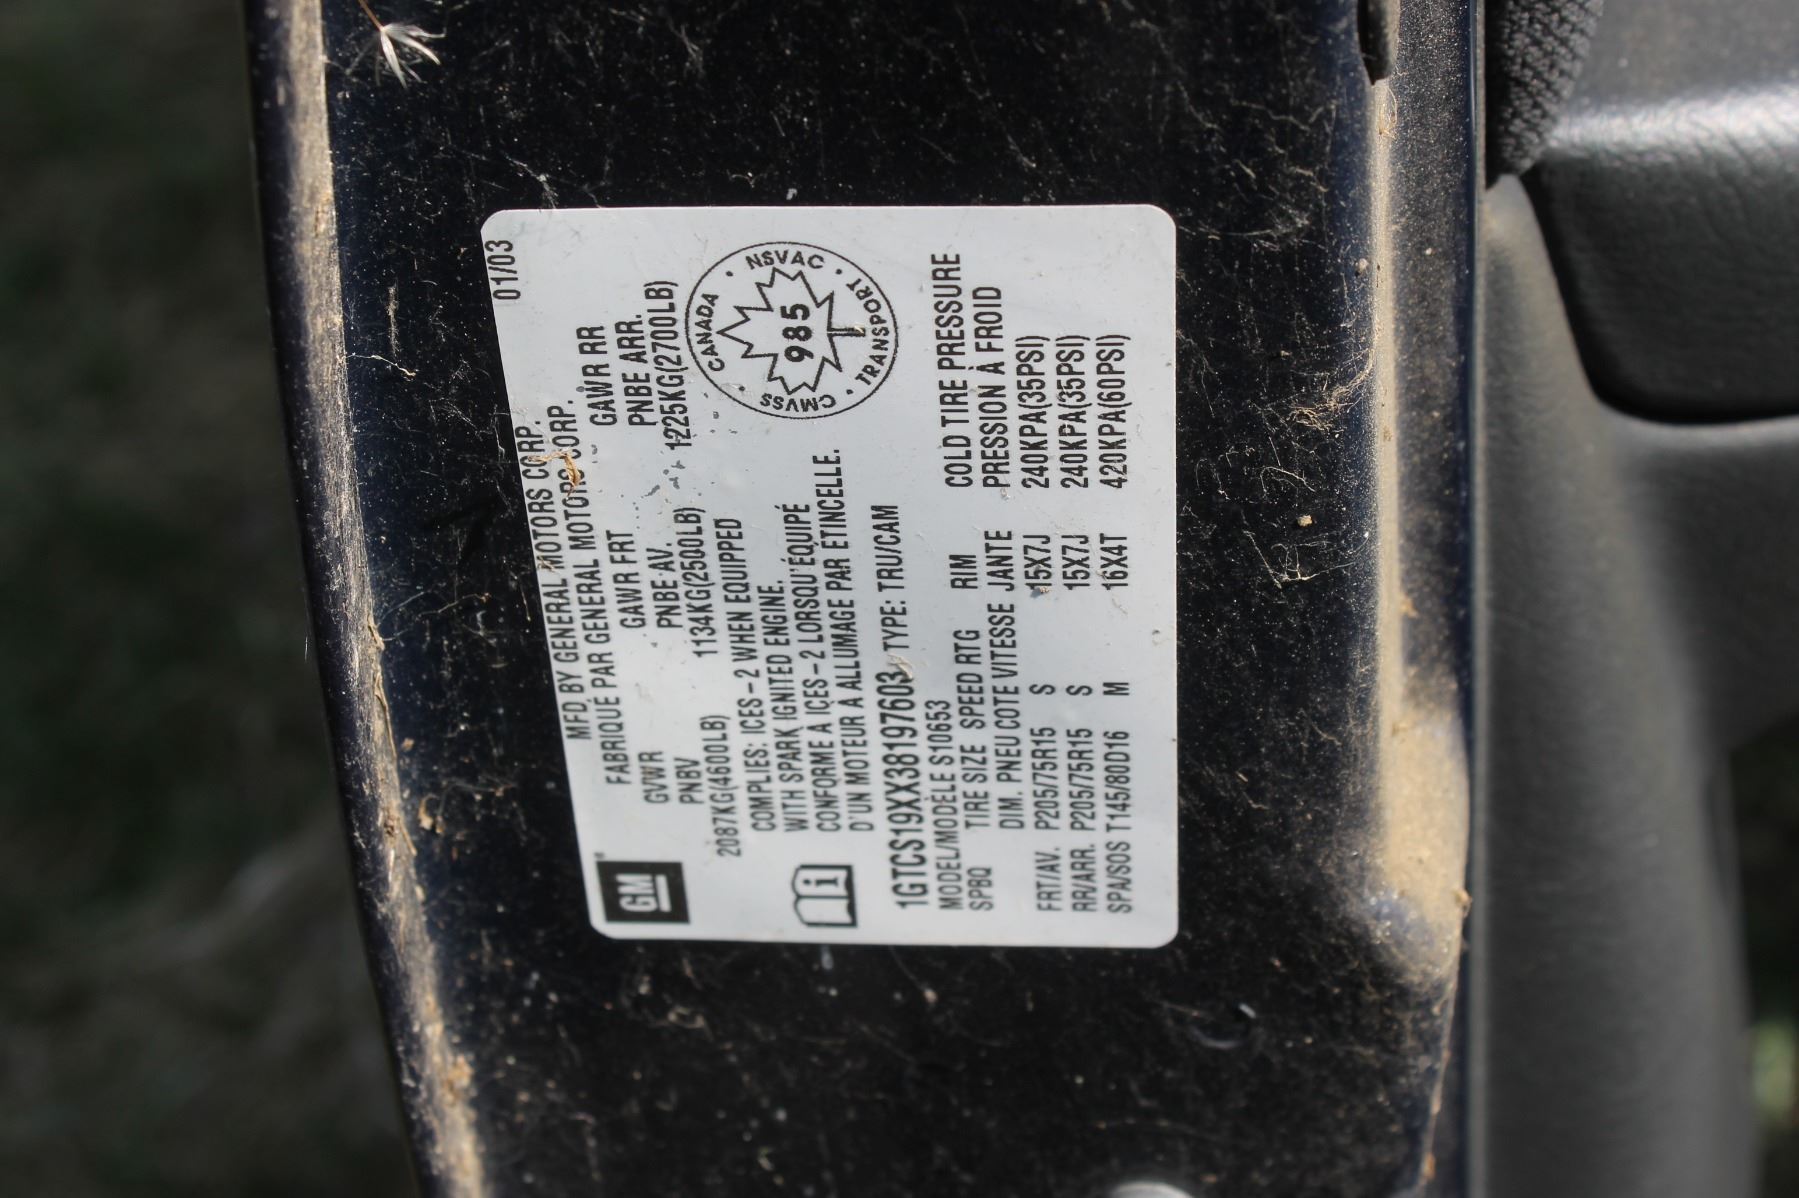 GM
MFD BY GENERAL MOTORS CORP. 01/03
FABRIQUÉ PAR GENERAL MOTORS CORP.
GVWR GAWR FRT GAWR RR
PNBV PNBE AV. PNBE ARR.
2087KG(4600LB) 1134KG(2500LB) 1225KG(2700LB)
COMPLIES: ICES-2 WHEN EQUIPPED
WITH SPARK IGNITED ENGINE.
CONFORME A ICES-2 LORSQU'ÉQUIPÉ
D'UN MOTEUR A ALLUMAGE PAR ETINCELLE.
CANADA · NSVAC · TRANSPORT · CMVSS ·
985
i
1GTCS19XX38197603 TYPE: TRU/CAM
MODEL/MODÈLE S10653
SPBQ TIRE SIZE SPEED RTG RIM COLD TIRE PRESSURE
DIM. PNEU COTE VITESSE JANTE PRESSION À FROID
FRT/AV. P205/75R15 S 15X7J 240KPA(35PSI)
RR/ARR. P205/75R15 S 15X7J 240KPA(35PSI)
SPA/SOS T145/80D16 M 16X4T 420KPA(60PSI)